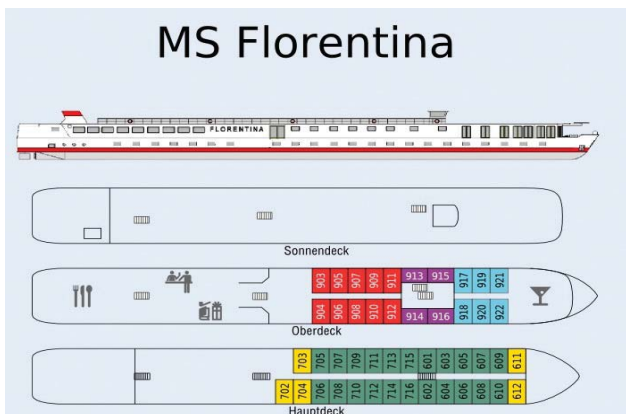 MS Florentina
FLORENTINA
Sonnendeck
903 905 907 909 911 913 915 917 919 921
904 906 908 910 912 914 916 918 920 922
Oberdeck
703 705 707 709 711 713 715 601 603 605 607 609 611
702 704 706 708 710 712 714 716 602 604 606 608 610 612
Hauptdeck